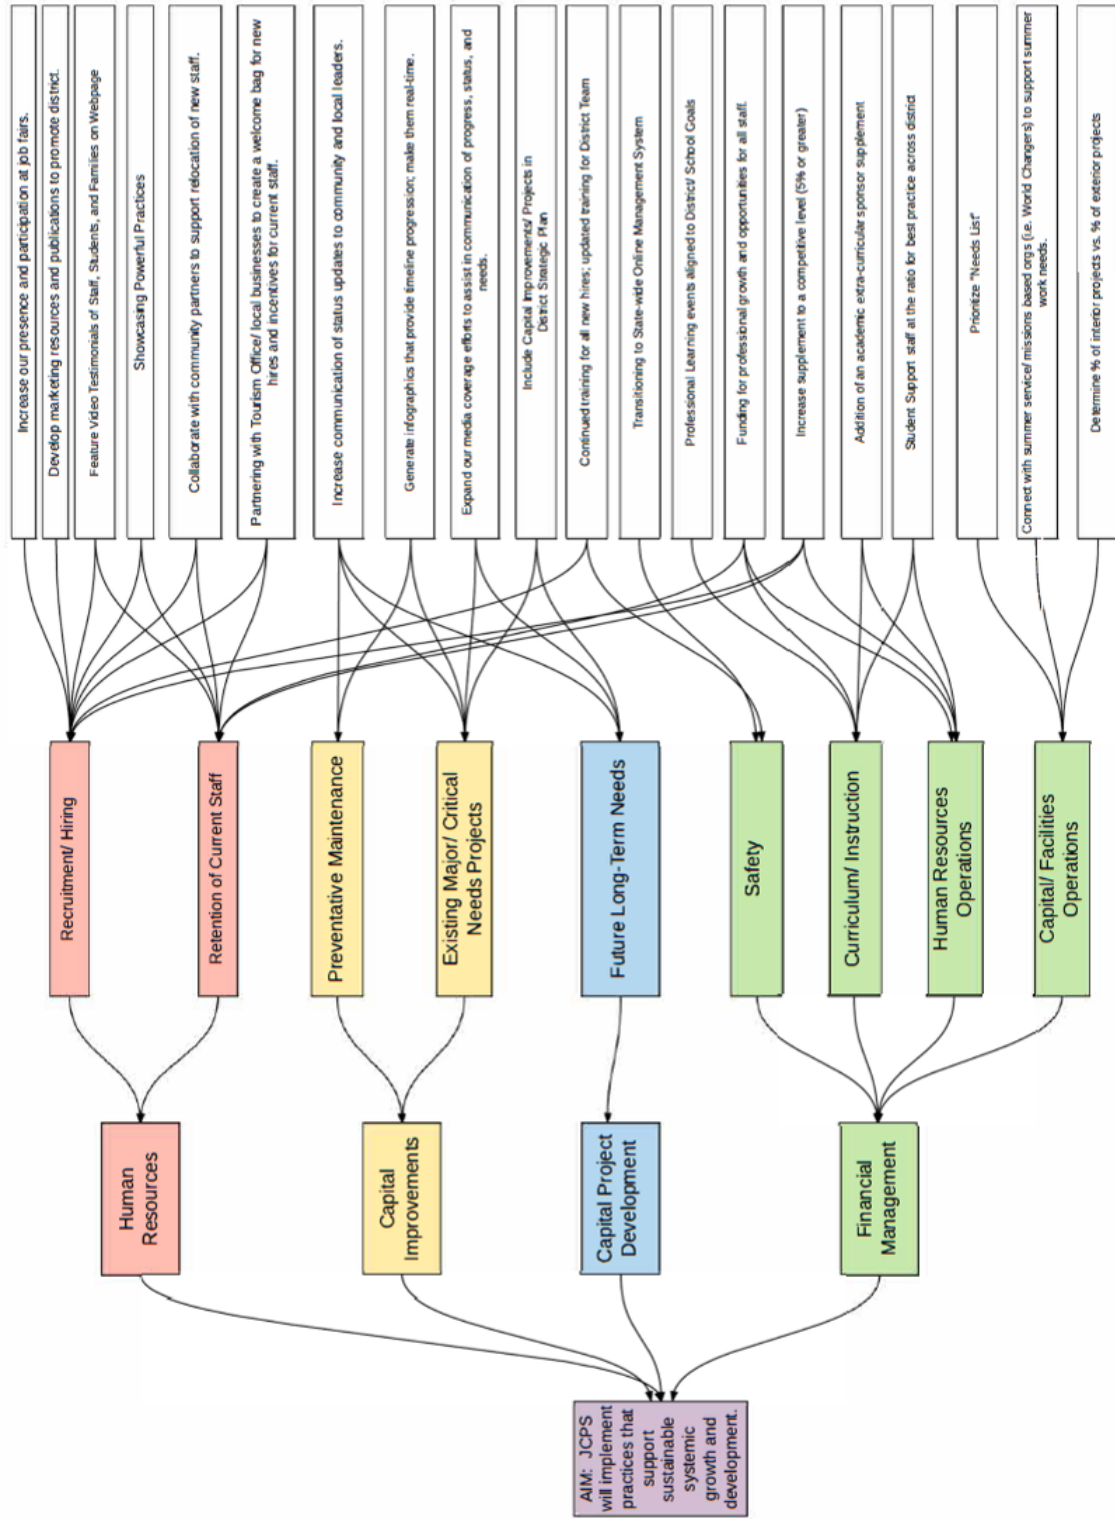 AIM: JCPS
will implement
practices that
support
sustainable
systemic
growth and
development.
Human
Resources
Capital
Improvements
Capital Project
Development
Financial
Management
Recruitment/ Hiring
Retention of Current Staff
Preventative Maintenance
Existing Major/ Critical
Needs Projects
Future Long-Term Needs
Safety
Curriculum/ Instruction
Human Resources
Operations
Capital/ Facilities
Operations
Increase our presence and participation at job fairs.
Develop marketing resources and publications to promote district.
Feature Video Testimonials of Staff, Students, and Families on Webpage
Showcasing Powerful Practices
Collaborate with community partners to support relocation of new staff.
Partnering with Tourism Office/ local businesses to create a welcome bag for new
hires and incentives for current staff.
Increase communication of status updates to community and local leaders.
Generate infographics that provide timeline progression; make them real-time.
Expand our media coverage efforts to assist in communication of progress, status, and
needs.
Include Capital Improvements/ Projects in
District Strategic Plan
Continued training for all new hires; updated training for District Team
Transitioning to State-wide Online Management System
Professional Learning events aligned to District/ School Goals
Funding for professional growth and opportunities for all staff.
Increase supplement to a competitive level (5% or greater)
Addition of an academic extra-curricular sponsor supplement
Student Support staff at the ratio for best practice across district
Prioritize "Needs List"
Connect with summer service/ missions based orgs (i.e. World Changers) to support summer
work needs.
Determine % of interior projects vs. % of exterior projects